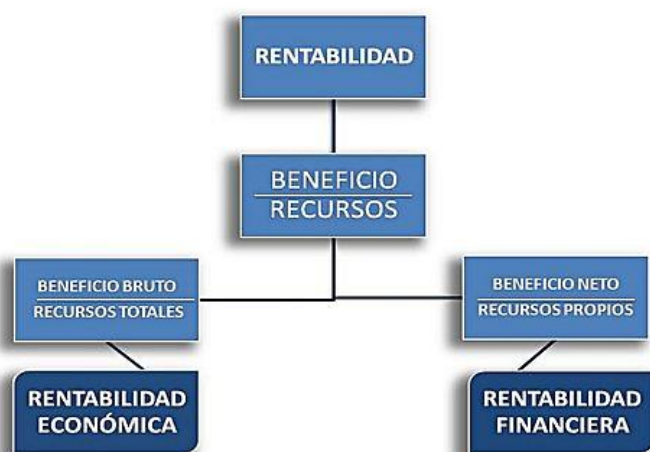 RENTABILIDAD
BENEFICIO
RECURSOS
BENEFICIO BRUTO
RECURSOS TOTALES
BENEFICIO NETO
RECURSOS PROPIOS
RENTABILIDAD
ECONÓMICA
RENTABILIDAD
FINANCIERA